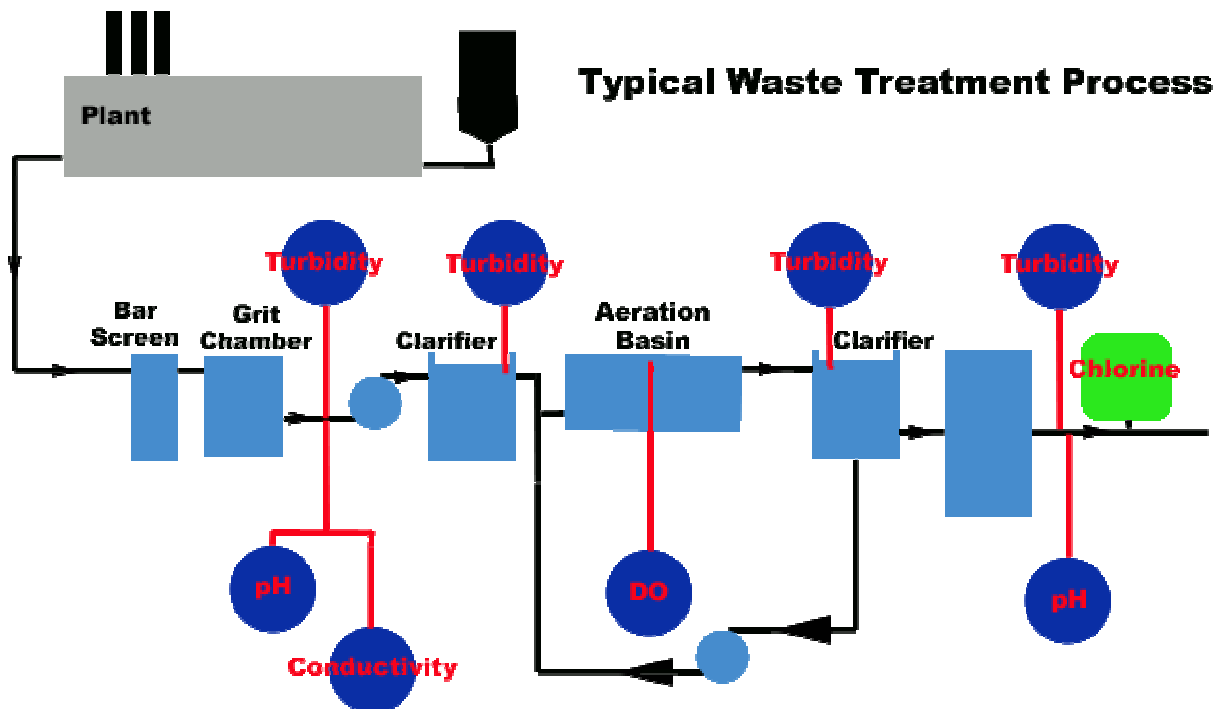 Typical Waste Treatment Process
Plant
Turbidity
Turbidity
Turbidity
Turbidity
Bar
Screen
Grit
Chamber
Clarifier
Aeration
Basin
Clarifier
Chlorine
pH
DO
pH
Conductivity